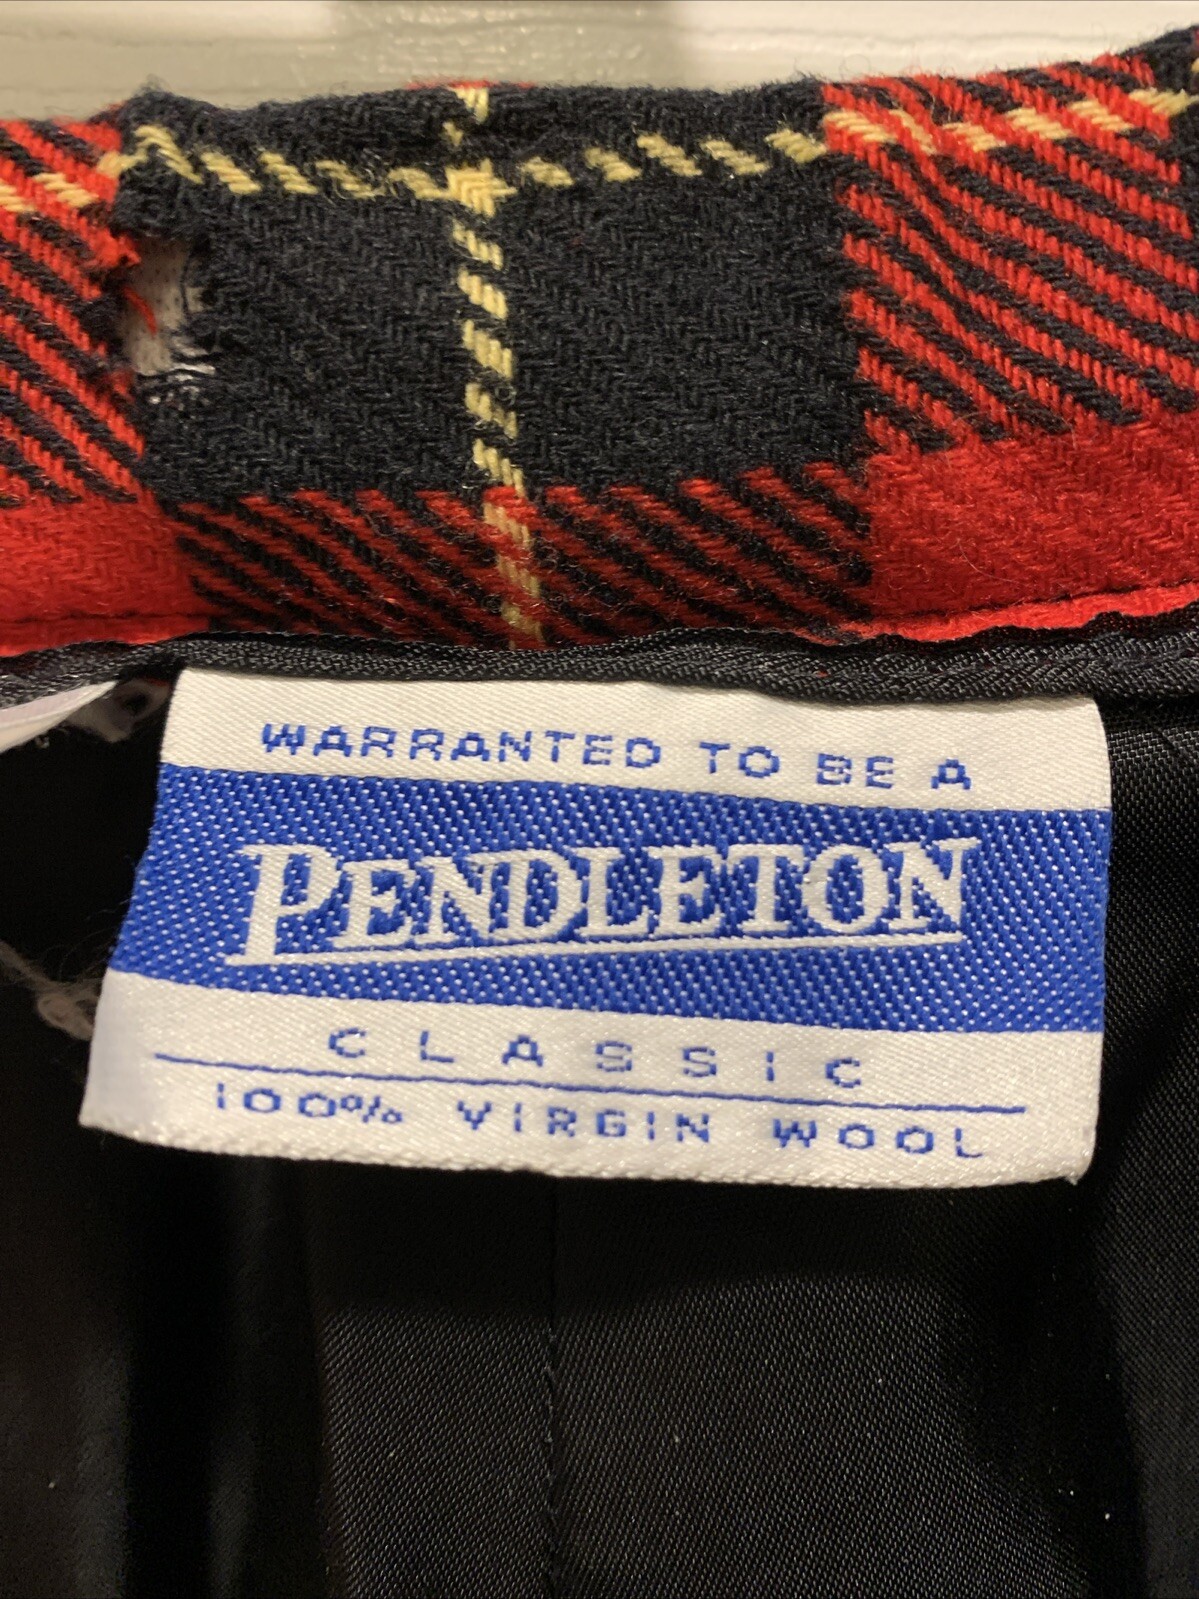 WARRANTED TO BE A
PENDLETON
CLASSIC
100% VIRGIN WOOL